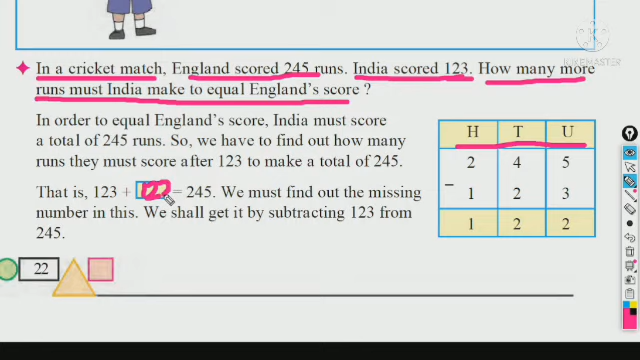 KINEMASTER
In a cricket match, England scored 245 runs. India scored 123. How many more
runs must India make to equal England's score ?
In order to equal England's score, India must score
a total of 245 runs. So, we have to find out how many
runs they must score after 123 to make a total of 245.
That is, 123 + 122 = 245. We must find out the missing
number in this. We shall get it by subtracting 123 from
245.
H T U
2 4 5
− 1 2 3
1 2 2
22